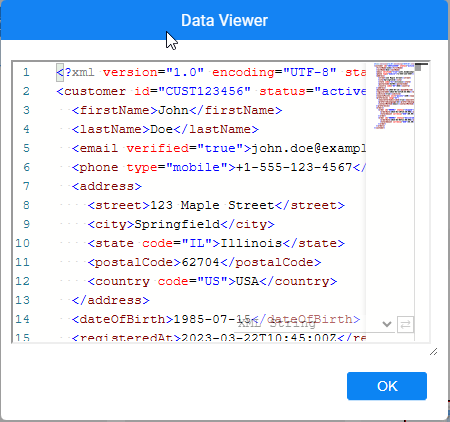 Data Viewer
1 <?xml version="1.0" encoding="UTF-8" sta
2 <customer id="CUST123456" status="active
3 <firstName>John</firstName>
4 <lastName>Doe</lastName>
5 <email verified="true">john.doe@exampl
6 <phone type="mobile">+1-555-123-4567</
7 <address>
8 <street>123 Maple Street</street>
9 <city>Springfield</city>
10 <state code="IL">Illinois</state>
11 <postalCode>62704</postalCode>
12 <country code="US">USA</country>
13 </address>
14 <dateOfBirth>1985-07-15</dateOfBirth>
XML String
15 <registeredAt>2023-03-22T10:45:00Z</re
OK